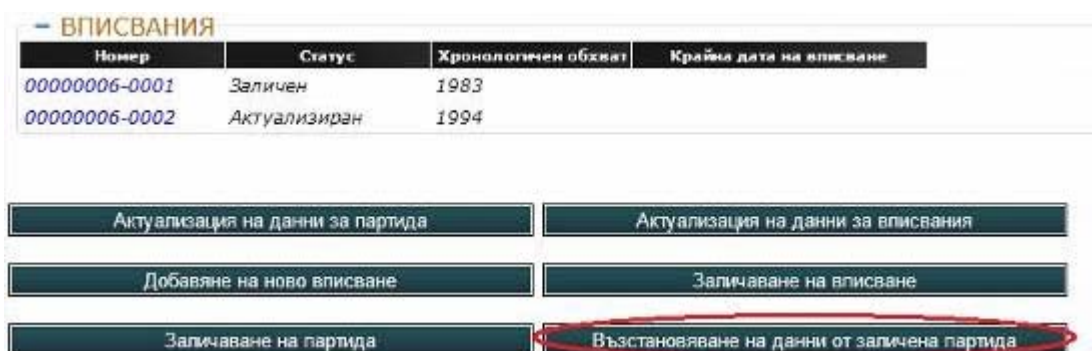 ВПИСВАНИЯ
Номер Статус Хронологичен обхват Крайна дата на вписване
00000006-0001 Заличен 1983
00000006-0002 Актуализиран 1994
Актуализация на данни за партида Актуализация на данни за вписвания
Добавяне на ново вписване Заличаване на вписване
Заличаване на партида Възстановяване на данни от заличена партида